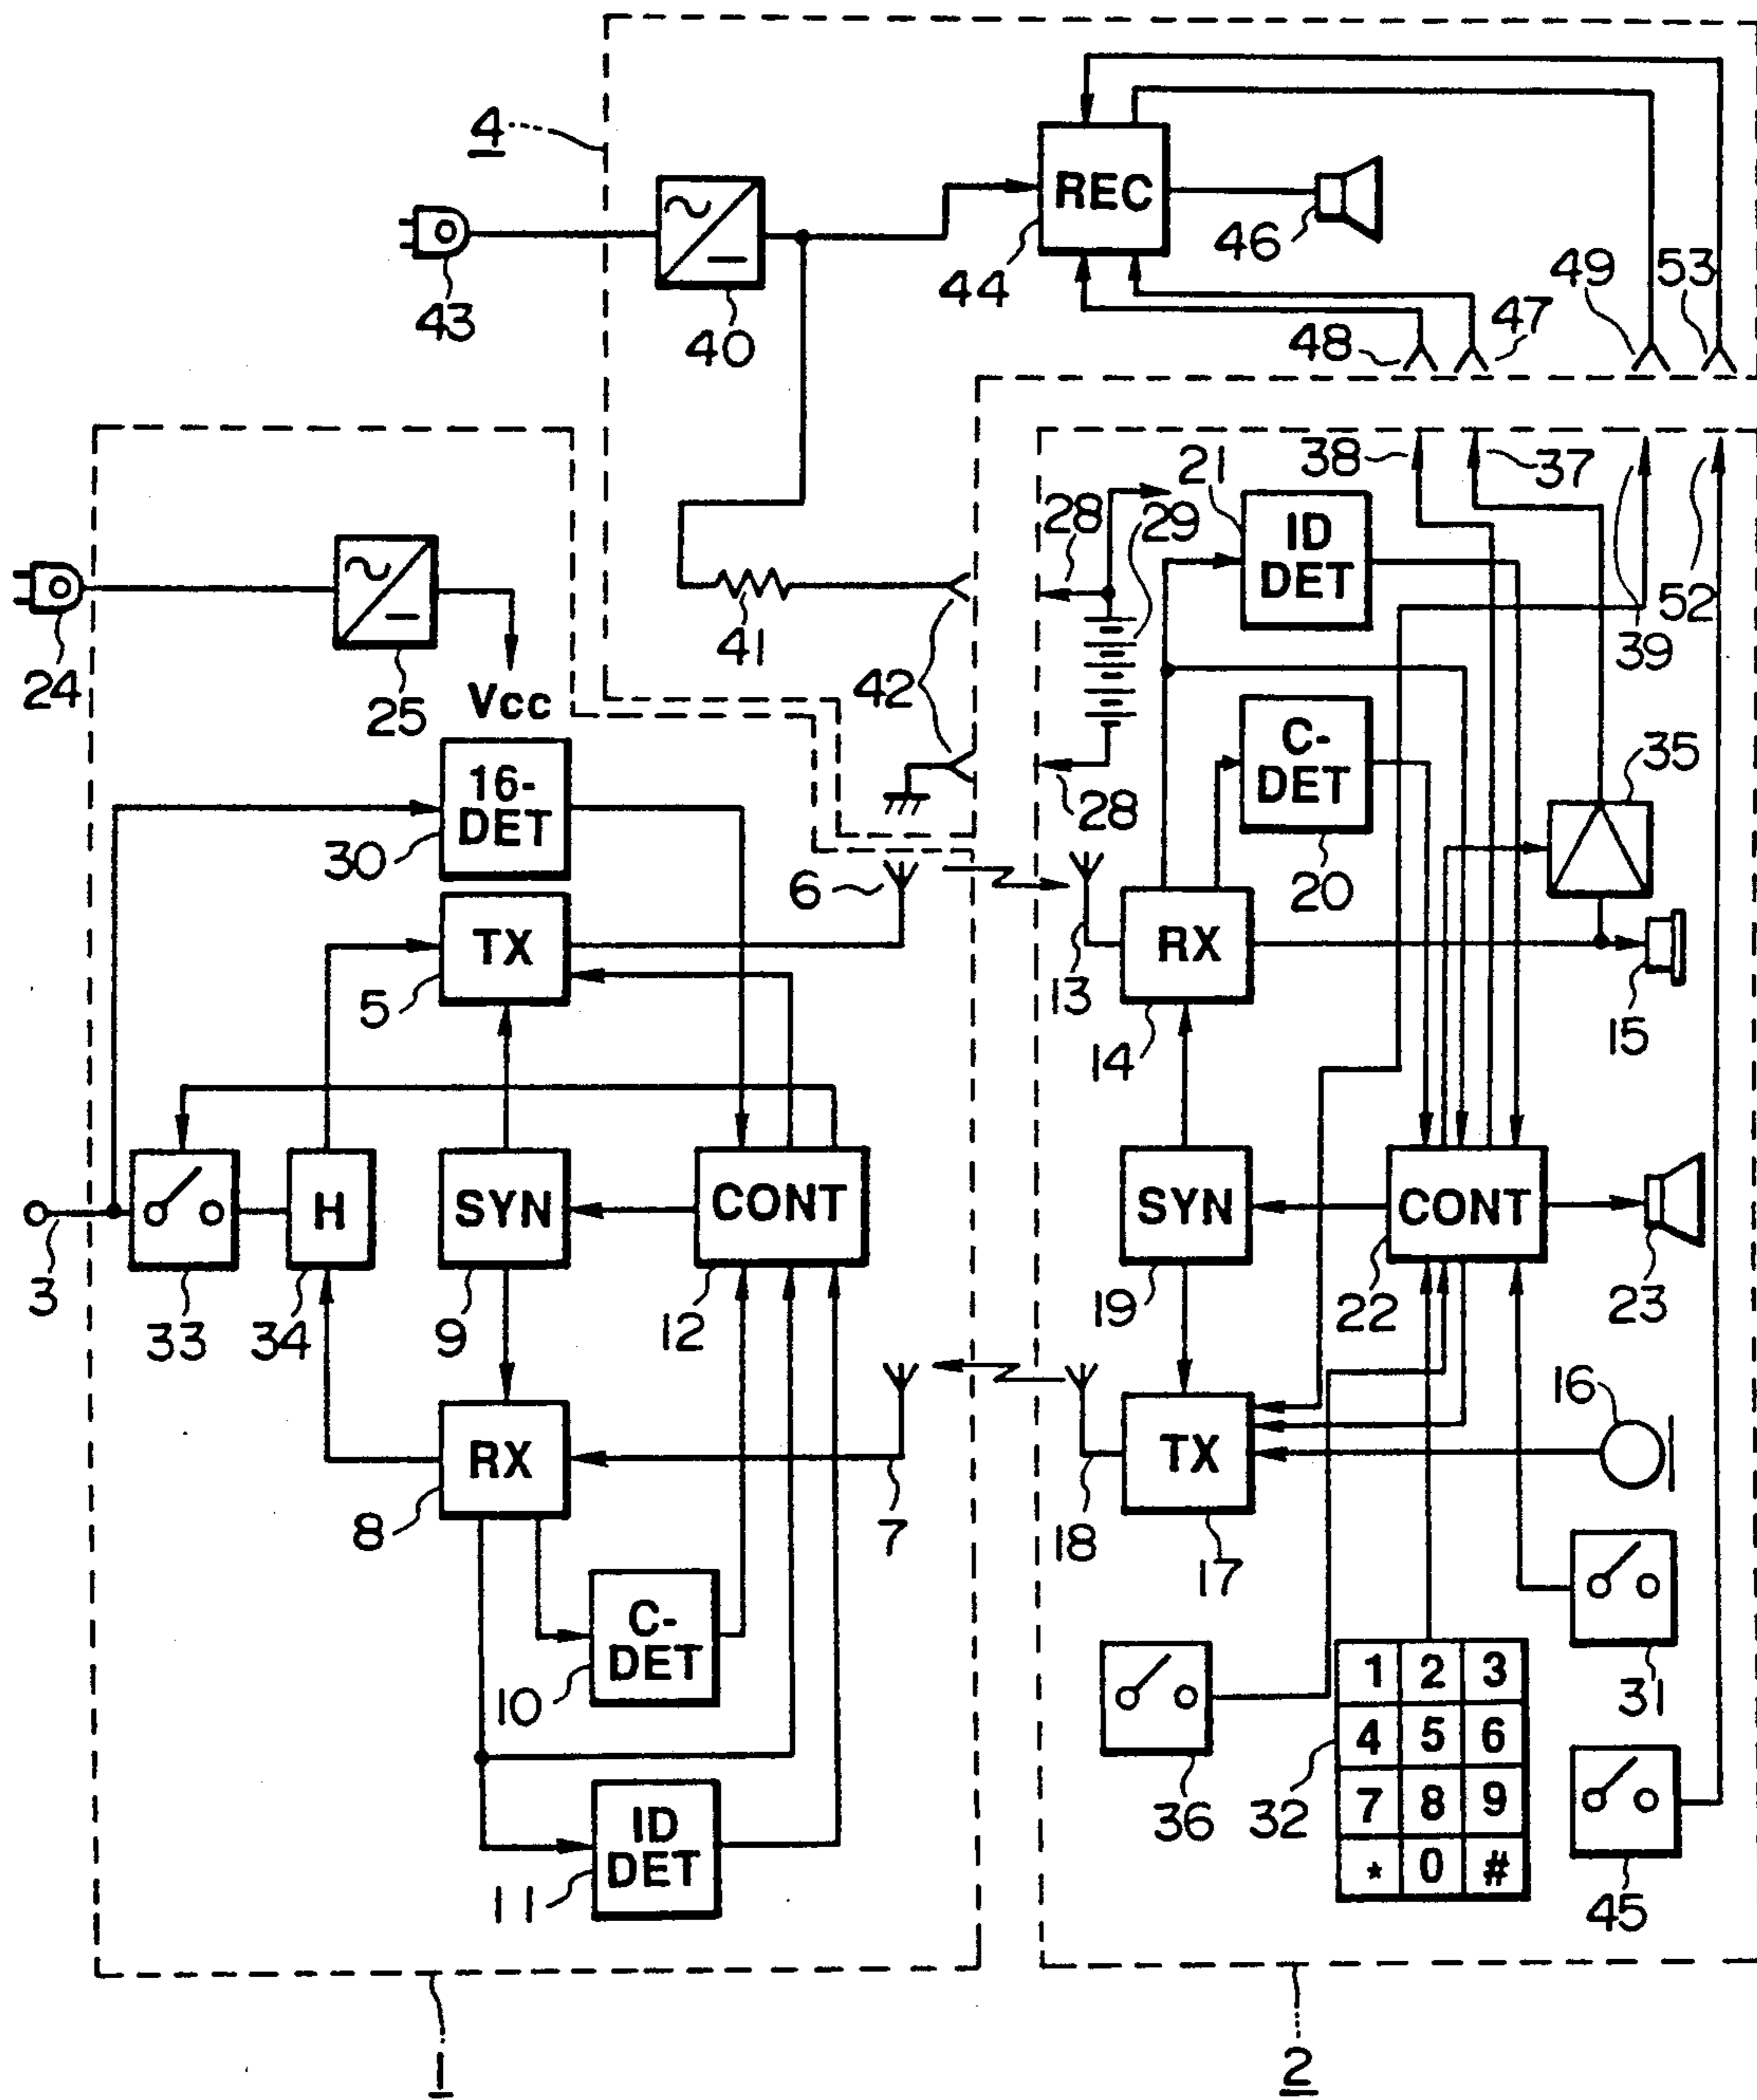 4
REC
43
40
44
46
49
53
48
47
38
37
21
28
29
ID
DET
24
25
Vcc
41
42
39
52
16-
DET
30
C-
DET
35
28
20
6
TX
5
13
RX
14
15
3
33
H
34
SYN
9
CONT
12
SYN
19
CONT
22
23
RX
8
7
TX
18
17
16
C-
DET
10
31
1 2 3
4 5 6
7 8 9
* 0 #
32
36
ID
DET
11
45
1
2